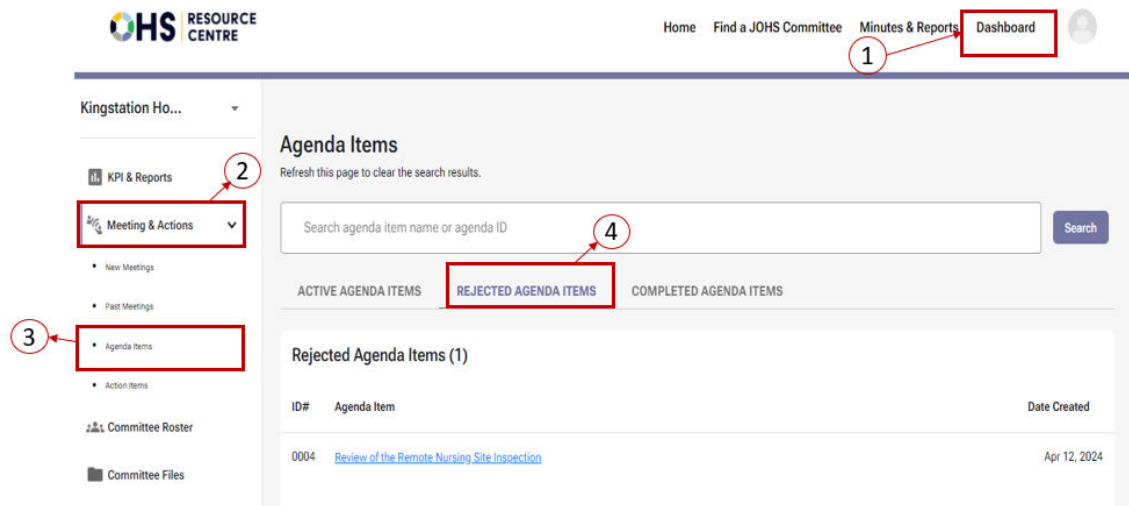 OHS RESOURCE CENTRE
Home Find a JOHS Committee Minutes & Reports Dashboard
1
Kingstation Ho...
2
KPI & Reports
Meeting & Actions
New Meetings
Past Meetings
3
Agenda Items
Action Items
Committee Roster
Committee Files
Agenda Items
Refresh this page to clear the search results.
Search agenda item name or agenda ID
4
Search
ACTIVE AGENDA ITEMS REJECTED AGENDA ITEMS COMPLETED AGENDA ITEMS
Rejected Agenda Items (1)
ID# Agenda Item Date Created
0004 Review of the Remote Nursing Site Inspection Apr 12, 2024